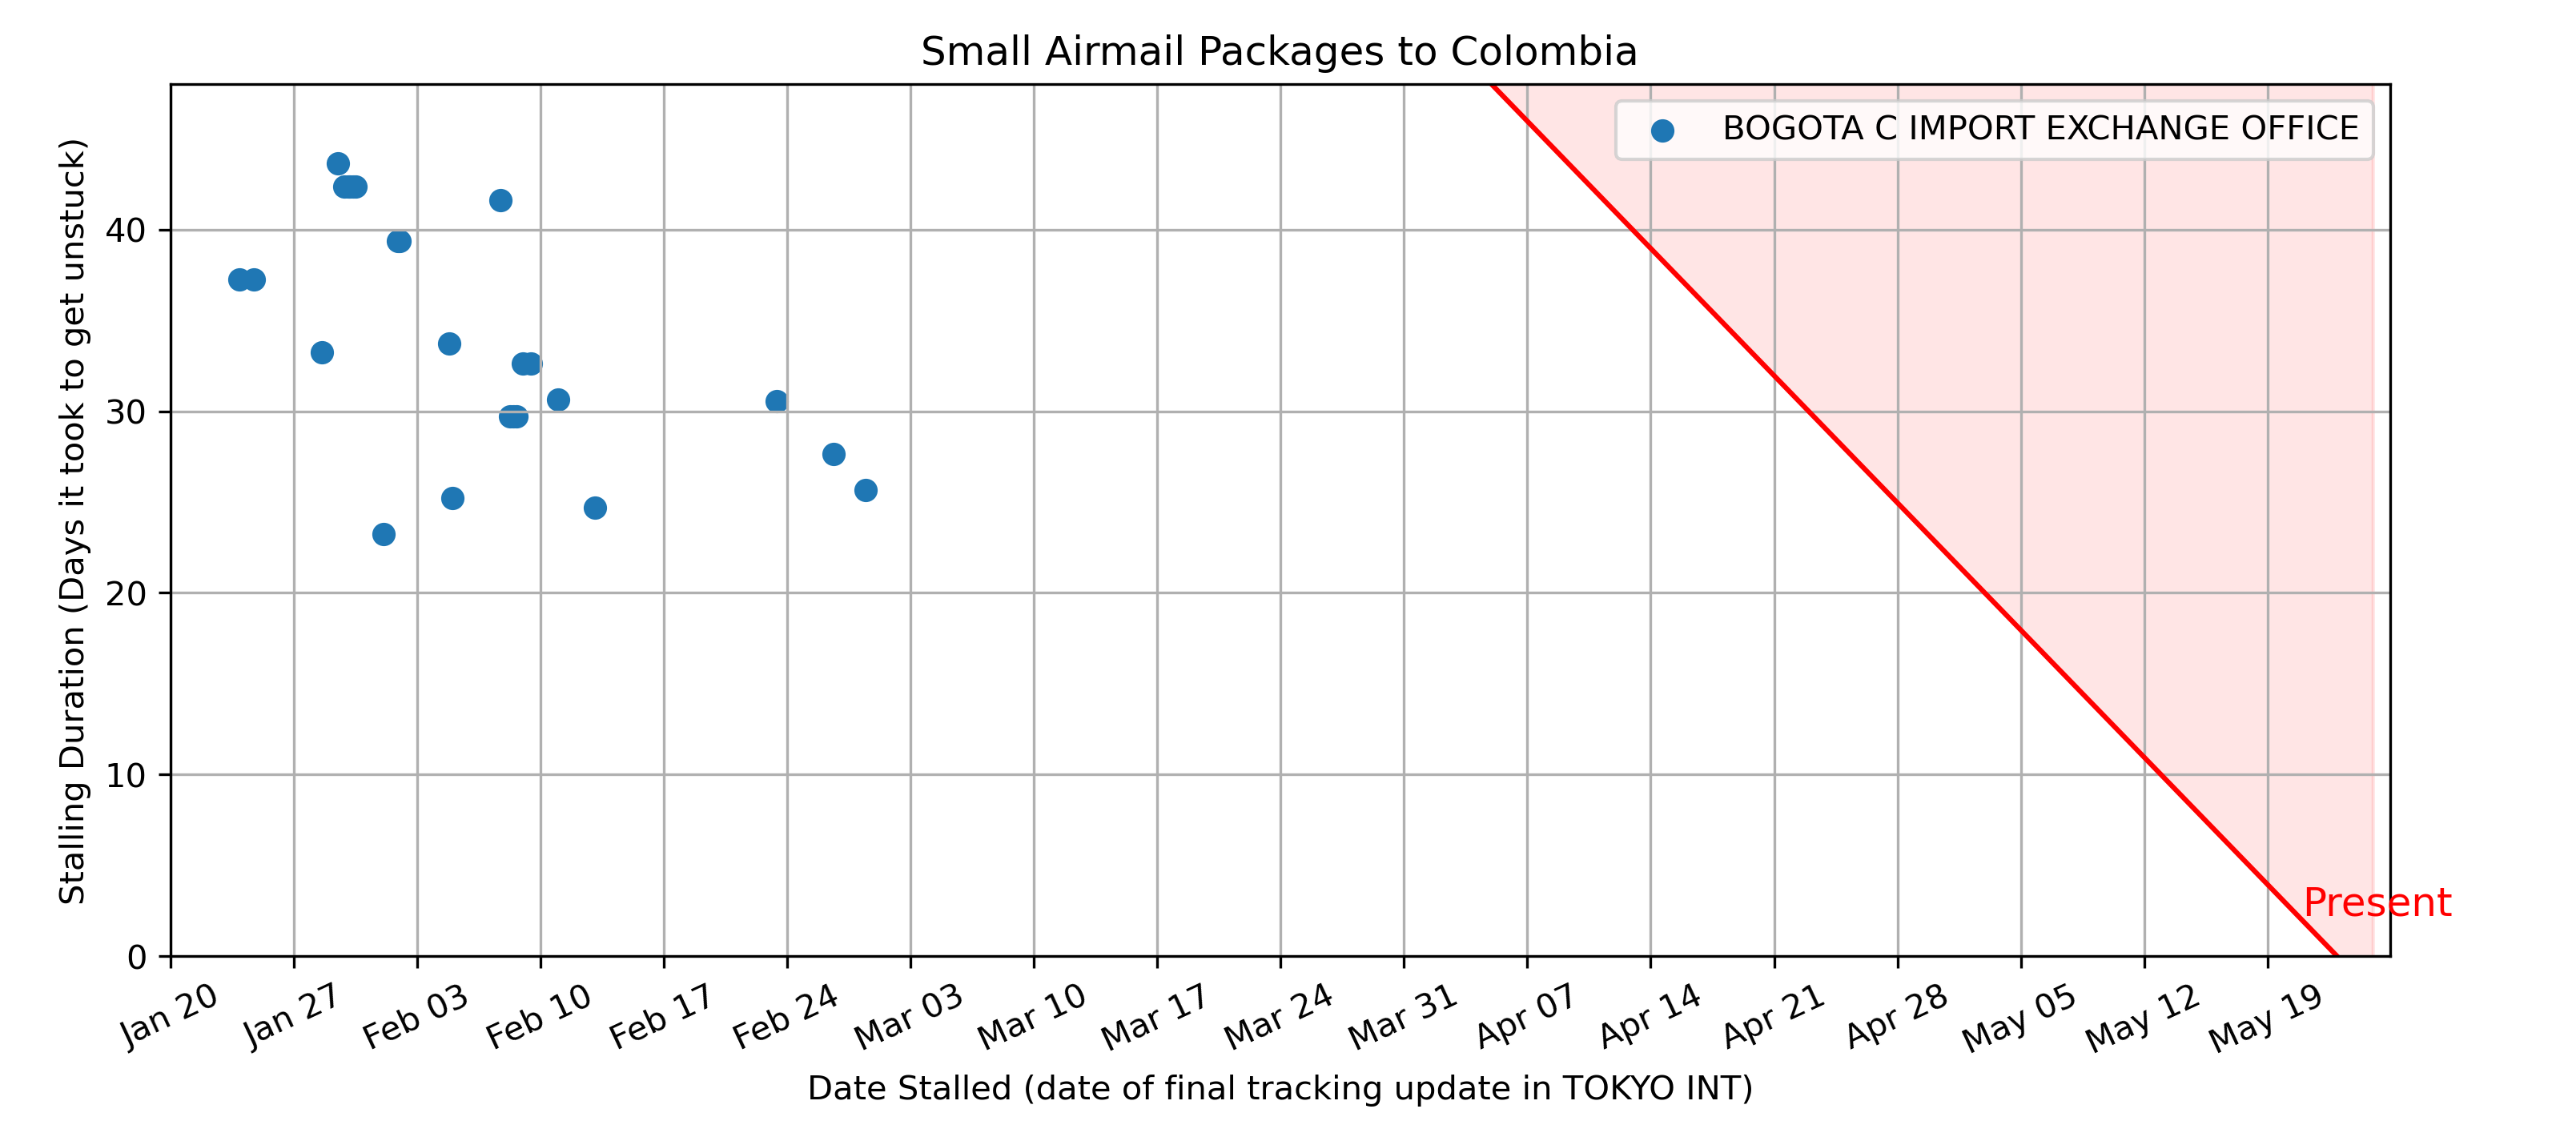 Small Airmail Packages to Colombia
BOGOTA C IMPORT EXCHANGE OFFICE
Stalling Duration (Days it took to get unstuck)
40
30
20
10
0
Present
Jan 20
Jan 27
Feb 03
Feb 10
Feb 17
Feb 24
Mar 03
Mar 10
Mar 17
Mar 24
Mar 31
Apr 07
Apr 14
Apr 21
Apr 28
May 05
May 12
May 19
Date Stalled (date of final tracking update in TOKYO INT)